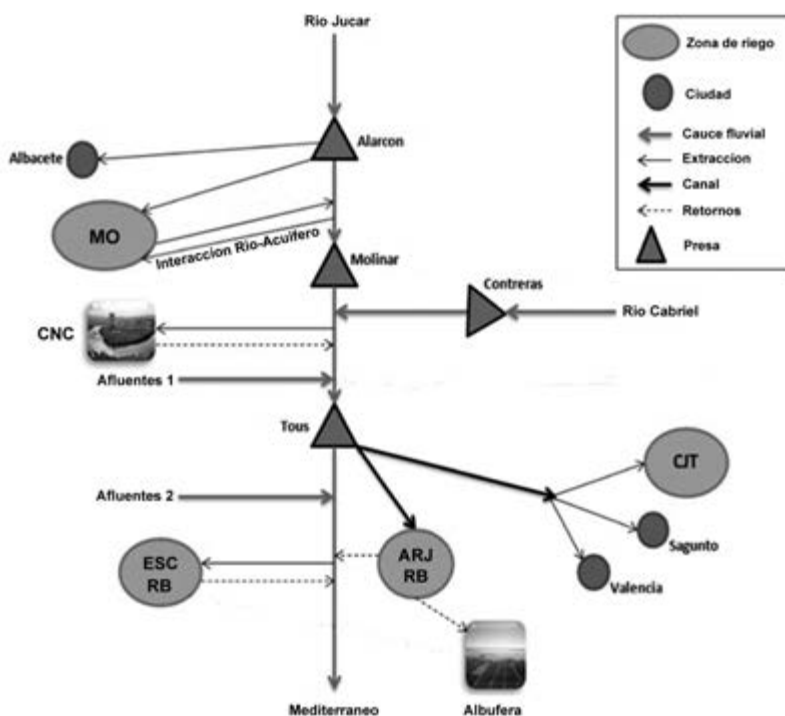 Rio Jucar
Alarcon
Albacete
MO
Interaccion Rio-Acuifero
Molinar
Contreras
Rio Cabriel
CNC
Afluentes 1
Tous
CJT
Afluentes 2
Sagunto
ESC
RB
ARJ
RB
Valencia
Mediterraneo
Albufera
Zona de riego
Ciudad
Cauce fluvial
Extraccion
Canal
Retornos
Presa